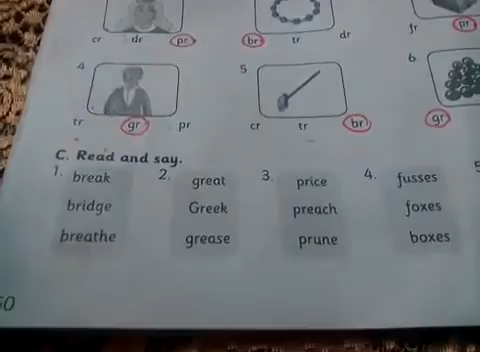 cr dr pr br tr dr fr pr
4 5 6
tr gr pr cr tr br gr
C. Read and say.
1. break 2. great 3. price 4. fusses 5
bridge Greek preach foxes
breathe grease prune boxes